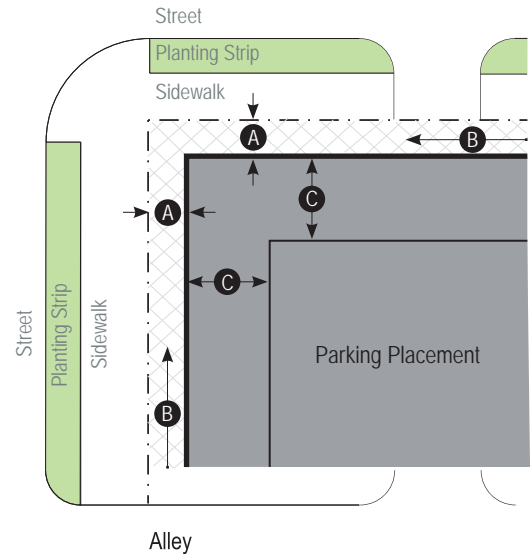 Street
Planting Strip
Sidewalk
A
B
C
A
C
Street
Planting Strip
Sidewalk
Parking Placement
B
Alley